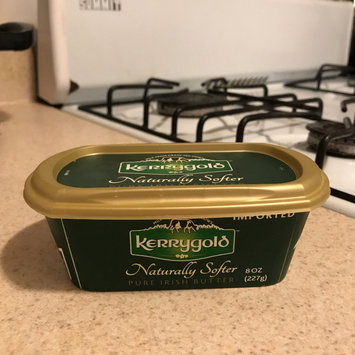 SUMMIT
KERRYGOLD
Naturally Softer
IMPORTED
KERRYGOLD
Naturally Softer
PURE IRISH BUTTER
8 OZ
(227g)